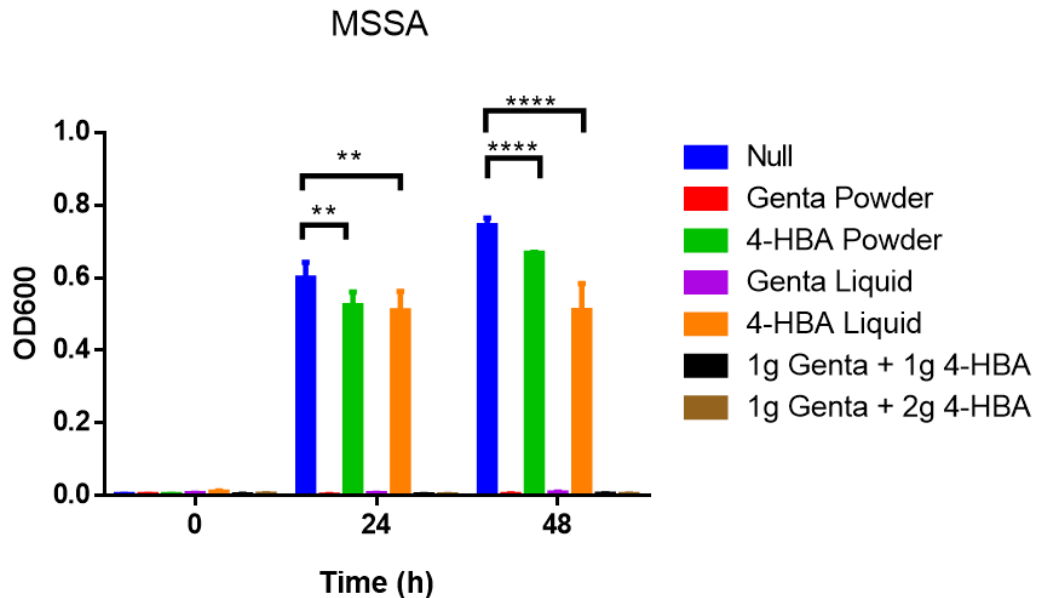 MSSA
****
****
**
**
1.0
0.8
0.6
0.4
0.2
0.0
OD600
0
24
48
Time (h)
Null
Genta Powder
4-HBA Powder
Genta Liquid
4-HBA Liquid
1g Genta + 1g 4-HBA
1g Genta + 2g 4-HBA